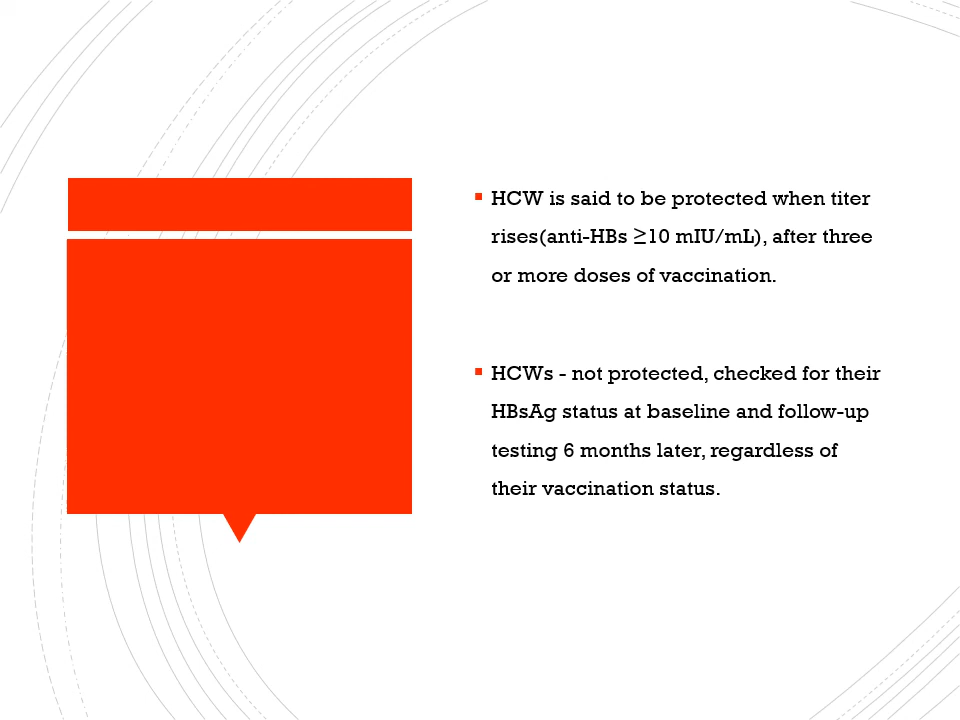 HCW is said to be protected when titer
rises(anti-HBs ≥10 mIU/mL), after three
or more doses of vaccination.
HCWs - not protected, checked for their
HBsAg status at baseline and follow-up
testing 6 months later, regardless of
their vaccination status.